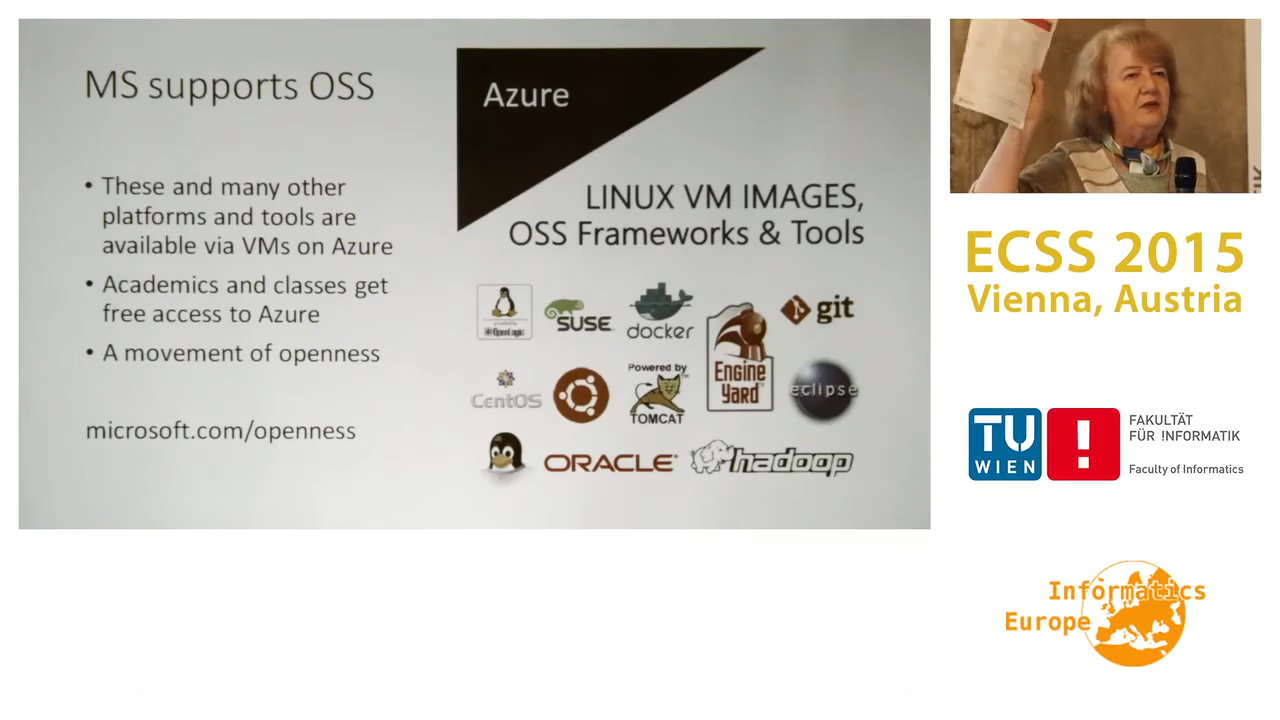 MS supports OSS
• These and many other
platforms and tools are
available via VMs on Azure
• Academics and classes get
free access to Azure
• A movement of openness
microsoft.com/openness
Azure
LINUX VM IMAGES,
OSS Frameworks & Tools
OpenLogic
SUSE
docker
Engine
Yard™
git
CentOS
Powered by
TOMCAT™
eclipse
ORACLE®
hadoop
ECSS 2015
Vienna, Austria
TU
WIEN
!
FAKULTÄT
FÜR !NFORMATIK
Faculty of Informatics
Informatics
Europe